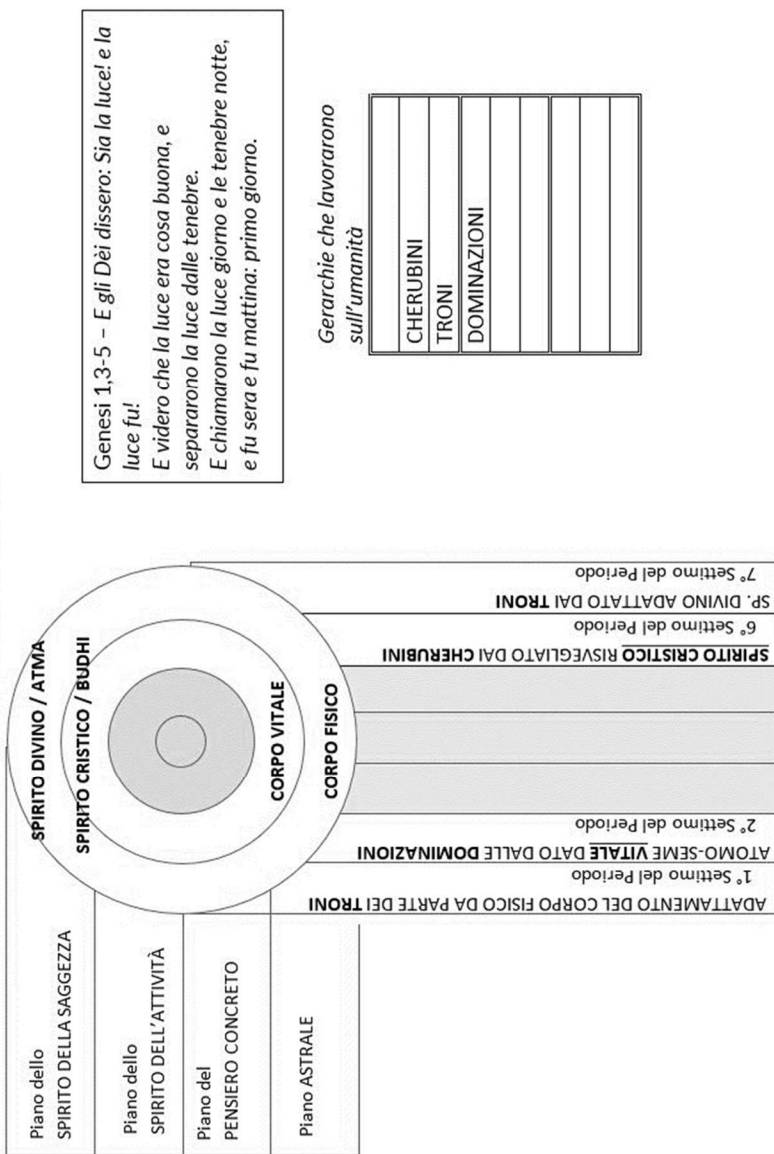 Genesi 1,3-5 – E gli Dèi dissero: Sia la luce! e la
luce fu!
E videro che la luce era cosa buona, e
separarono la luce dalle tenebre.
E chiamarono la luce giorno e le tenebre notte,
e fu sera e fu mattina: primo giorno.
Gerarchie che lavorarono
sull'umanità
CHERUBINI
TRONI
DOMINAZIONI
Piano dello
SPIRITO DELLA SAGGEZZA
Piano dello
SPIRITO DELL'ATTIVITÀ
Piano del
PENSIERO CONCRETO
Piano ASTRALE
SPIRITO DIVINO / ATMA
SPIRITO CRISTICO / BUDHI
CORPO VITALE
CORPO FISICO
ADATTAMENTO DEL CORPO FISICO DA PARTE DEI TRONI
1° Settimo del Periodo
ATOMO-SEME VITALE DATO DALLE DOMINAZIONI
2° Settimo del Periodo
SPIRITO CRISTICO RISVEGLIATO DAI CHERUBINI
6° Settimo del Periodo
SP. DIVINO ADATTATO DAI TRONI
7° Settimo del Periodo